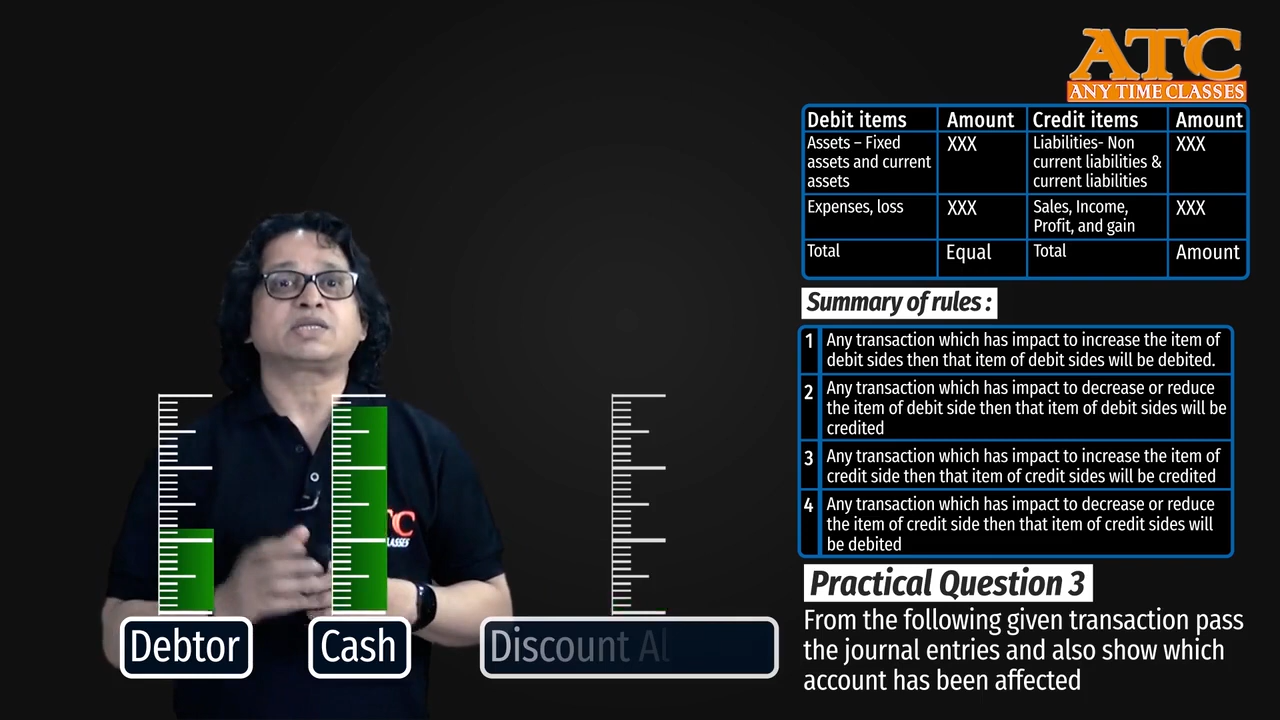 ATC
ANY TIME CLASSES
Debit items Amount Credit items Amount
Assets – Fixed
assets and current
assets
XXX
Liabilities- Non
current liabilities &
current liabilities
XXX
Expenses, loss
XXX
Sales, Income,
Profit, and gain
XXX
Total Equal Total Amount
Summary of rules :
1 Any transaction which has impact to increase the item of
debit sides then that item of debit sides will be debited.
2 Any transaction which has impact to decrease or reduce
the item of debit side then that item of debit sides will be
credited
3 Any transaction which has impact to increase the item of
credit side then that item of credit sides will be credited
4 Any transaction which has impact to decrease or reduce
the item of credit side then that item of credit sides will
be debited
Practical Question 3
From the following given transaction pass
the journal entries and also show which
account has been affected
Debtor
Cash
Discount Al